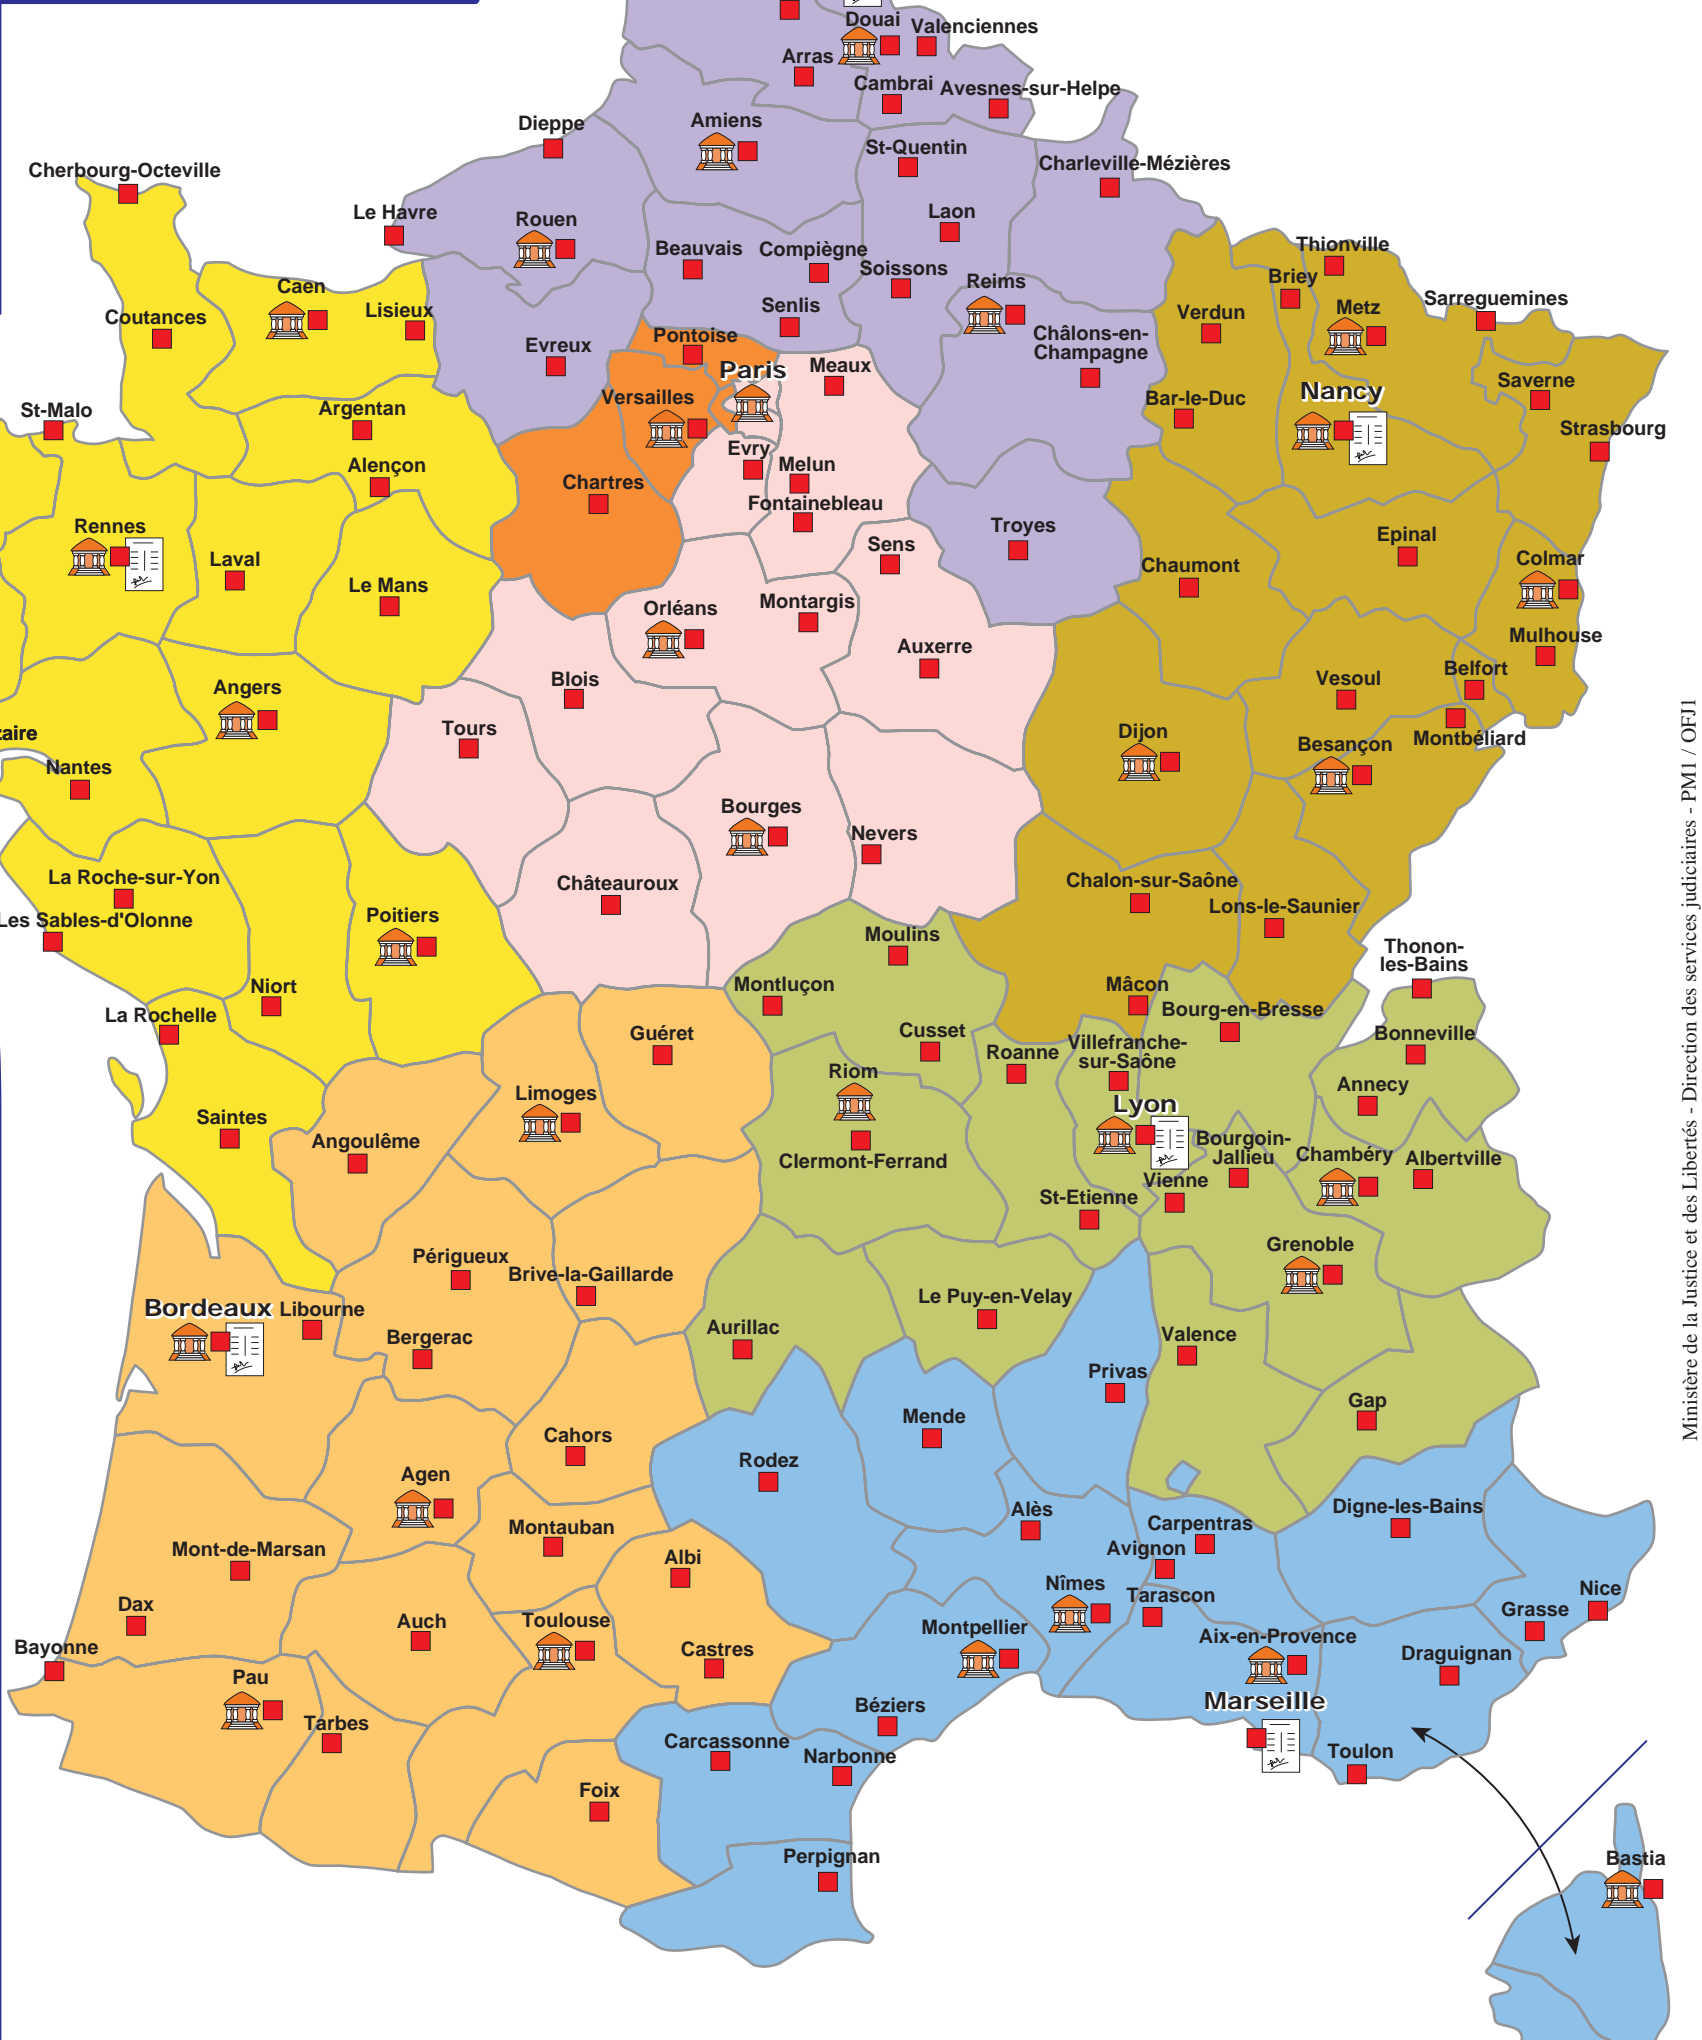 Douai
Valenciennes
Arras
Cambrai
Avesnes-sur-Helpe
Dieppe
Amiens
St-Quentin
Charleville-Mézières
Cherbourg-Octeville
Le Havre
Rouen
Laon
Beauvais
Compiègne
Soissons
Thionville
Briey
Reims
Caen
Coutances
Lisieux
Senlis
Verdun
Metz
Sarreguemines
Evreux
Pontoise
Châlons-en-
Champagne
Paris
Meaux
Versailles
Bar-le-Duc
Nancy
Saverne
St-Malo
Argentan
Strasbourg
Alençon
Evry
Melun
Chartres
Fontainebleau
Rennes
Troyes
Sens
Epinal
Laval
Le Mans
Chaumont
Colmar
Orléans
Montargis
Auxerre
Mulhouse
Angers
Blois
Vesoul
Belfort
zaire
Tours
Dijon
Besançon
Montbéliard
Nantes
Bourges
Nevers
La Roche-sur-Yon
Châteauroux
Chalon-sur-Saône
Les Sables-d'Olonne
Poitiers
Lons-le-Saunier
Moulins
Thonon-
les-Bains
Niort
Montluçon
Mâcon
Bourg-en-Bresse
La Rochelle
Guéret
Cusset
Roanne
Villefranche-
sur-Saône
Bonneville
Riom
Annecy
Limoges
Lyon
Saintes
Angoulême
Clermont-Ferrand
Bourgoin-
Jallieu
Chambéry
Albertville
Vienne
St-Etienne
Périgueux
Brive-la-Gaillarde
Grenoble
Bordeaux
Libourne
Le Puy-en-Velay
Bergerac
Aurillac
Valence
Privas
Gap
Mende
Cahors
Rodez
Agen
Alès
Digne-les-Bains
Montauban
Carpentras
Mont-de-Marsan
Albi
Avignon
Nîmes
Tarascon
Nice
Dax
Auch
Toulouse
Montpellier
Grasse
Bayonne
Castres
Aix-en-Provence
Draguignan
Pau
Marseille
Tarbes
Béziers
Carcassonne
Narbonne
Toulon
Foix
Perpignan
Bastia
Ministère de la Justice et des Libertés - Direction des services judiciaires - PM1 / OFJ1